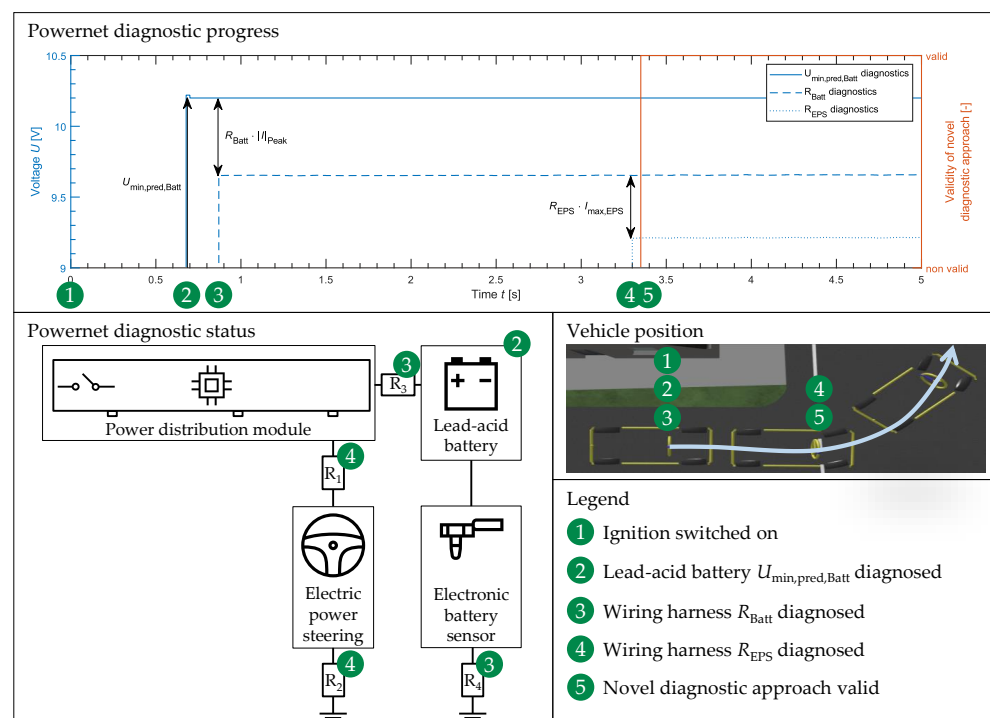 Powernet diagnostic progress
10.5
10
9.5
9
Voltage U [V]
valid
non valid
Validity of novel
diagnostic approach [-]
U_min,pred,Batt diagnostics
R_Batt diagnostics
R_EPS diagnostics
R_Batt · |I|_Peak
U_min,pred,Batt
R_EPS · I_max,EPS
0 0.5 1 1.5 2 2.5 3 3.5 4 4.5 5
Time t [s]
1 2 3 4 5
Powernet diagnostic status
2
3
R3
Power distribution module
Lead-acid
battery
4
R1
Electric
power
steering
Electronic
battery
sensor
4
R2
3
R4
Vehicle position
1
2
3
4
5
Legend
1 Ignition switched on
2 Lead-acid battery U_min,pred,Batt diagnosed
3 Wiring harness R_Batt diagnosed
4 Wiring harness R_EPS diagnosed
5 Novel diagnostic approach valid